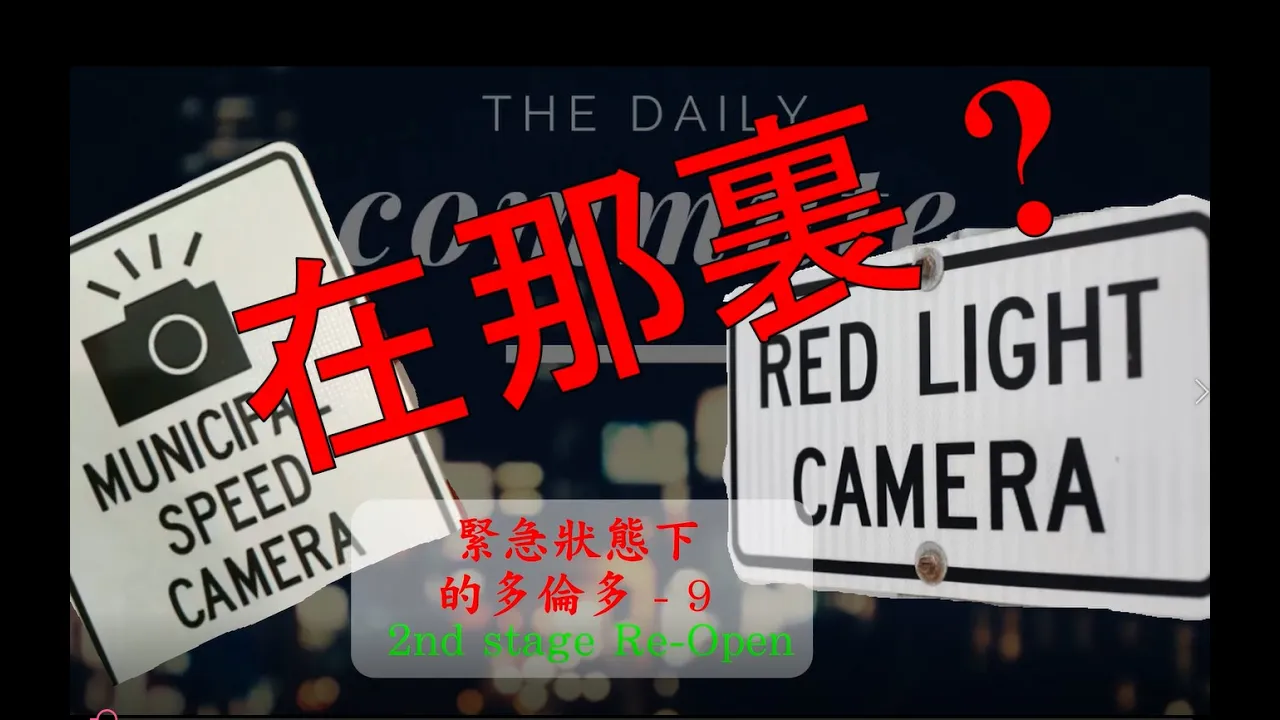 THE DAILY
commute
在那裏？
MUNICIPAL
SPEED
CAMERA
RED LIGHT
CAMERA
緊急狀態下
的多倫多 - 9
2nd stage Re-Open